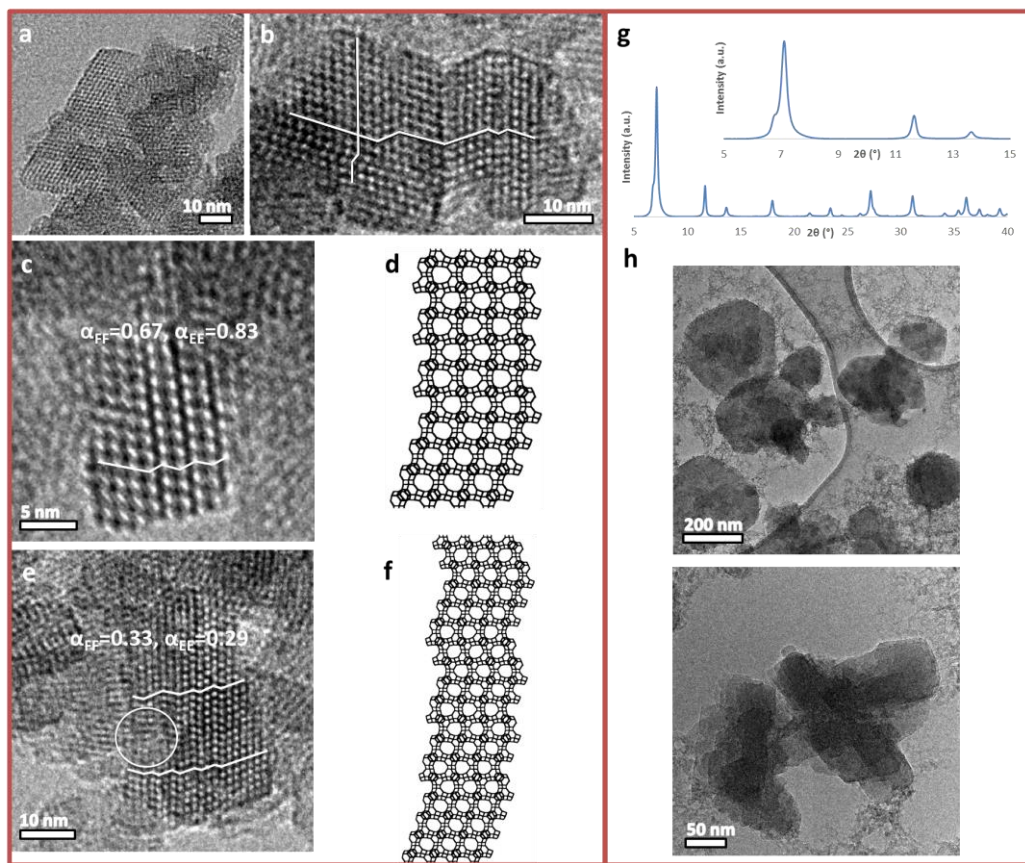 a
10 nm
b
10 nm
c
αFF=0.67, αEE=0.83
5 nm
d
e
αFF=0.33, αEE=0.29
10 nm
f
g
Intensity (a.u.)
5 10 15 20 25 30 35 40
2θ (°)
Intensity (a.u.)
5 7 9 11 13 15
2θ (°)
h
200 nm
50 nm